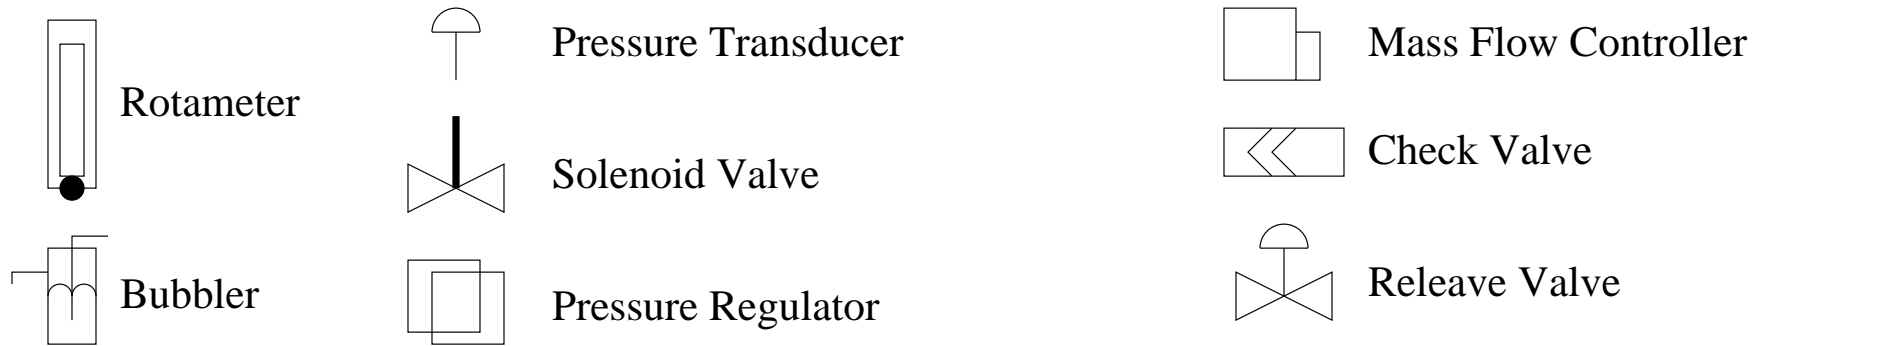 Rotameter
Bubbler
Pressure Transducer
Solenoid Valve
Pressure Regulator
Mass Flow Controller
Check Valve
Releave Valve